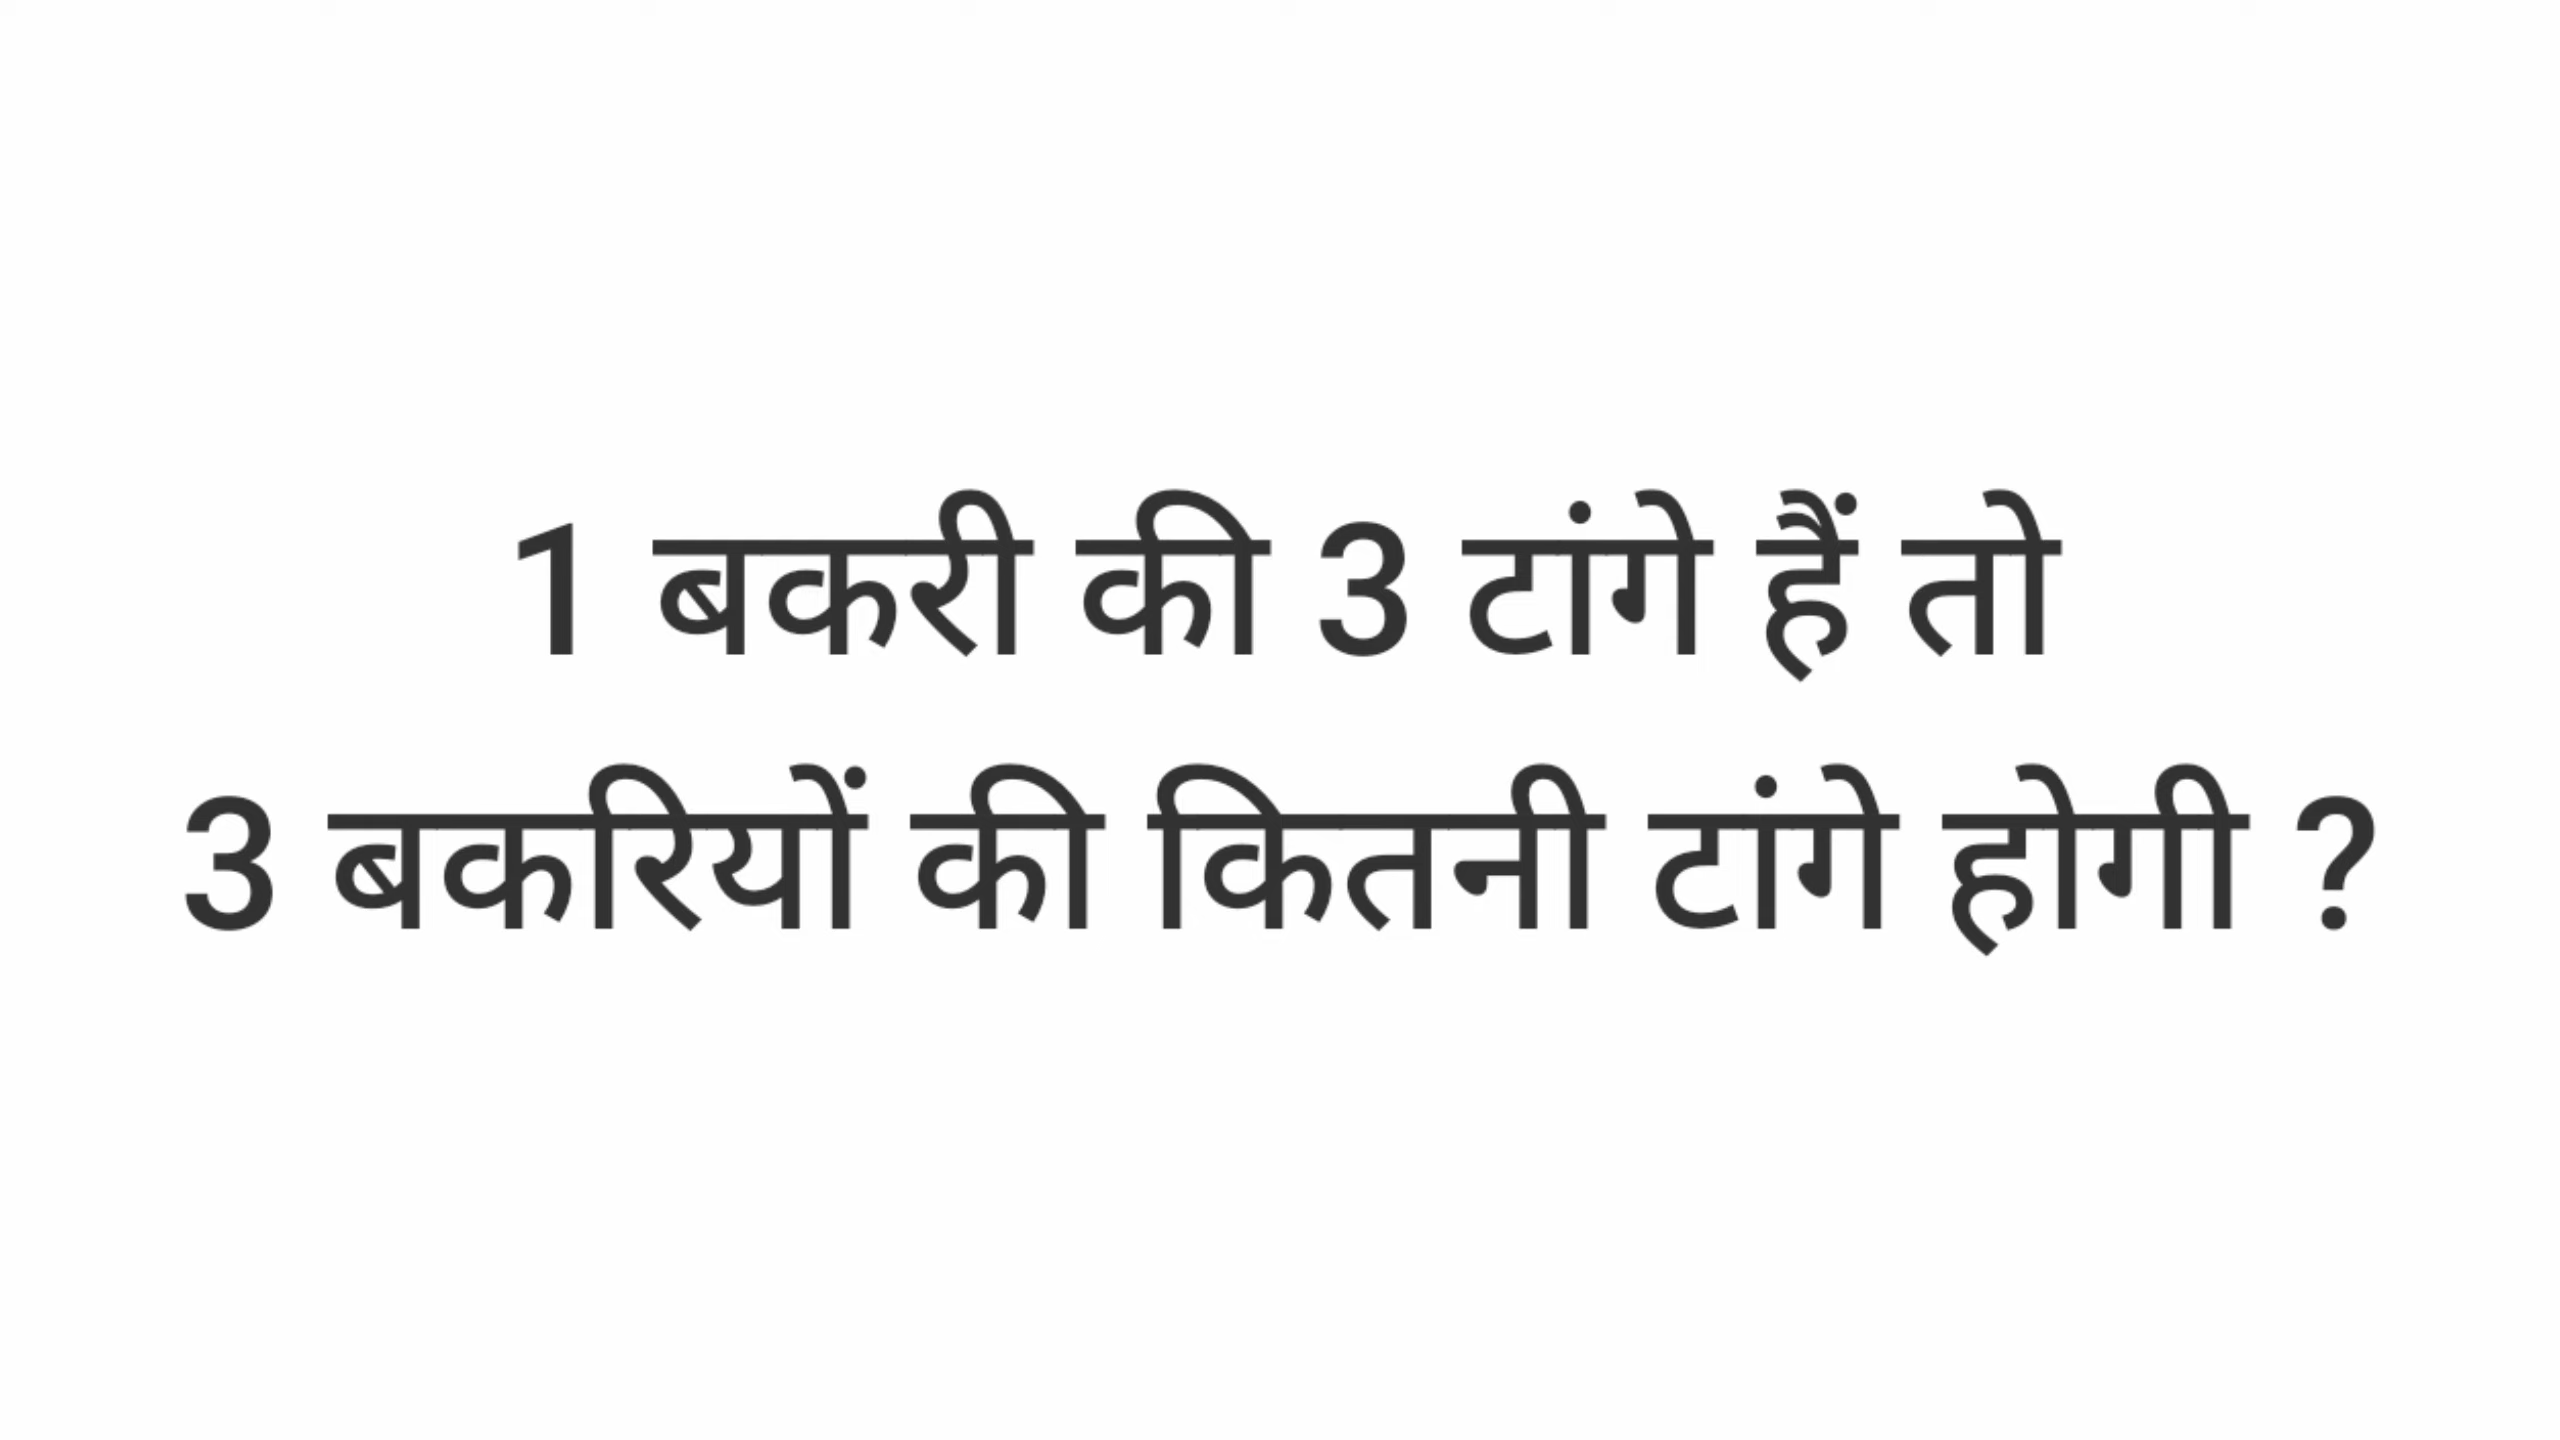 1 बकरी की 3 टांगे हैं तो
3 बकरियों की कितनी टांगे होगी ?